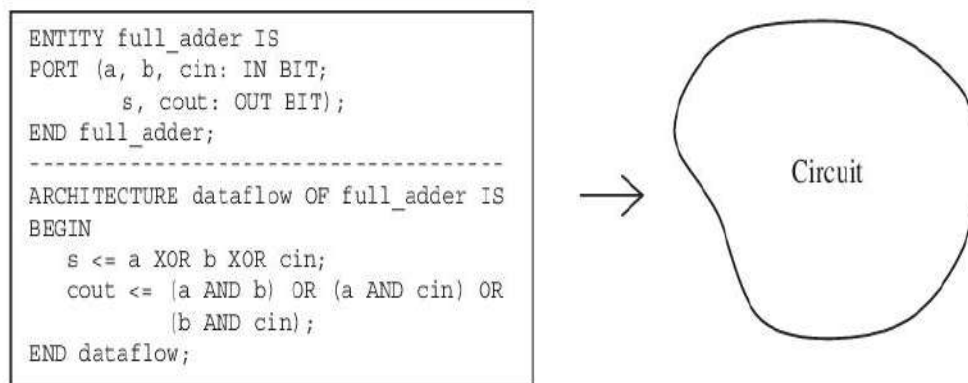 ENTITY full_adder IS
PORT (a, b, cin: IN BIT;
s, cout: OUT BIT);
END full_adder;
--------------------------------------
ARCHITECTURE dataflow OF full_adder IS
BEGIN
s <= a XOR b XOR cin;
cout <= (a AND b) OR (a AND cin) OR
(b AND cin);
END dataflow;
Circuit